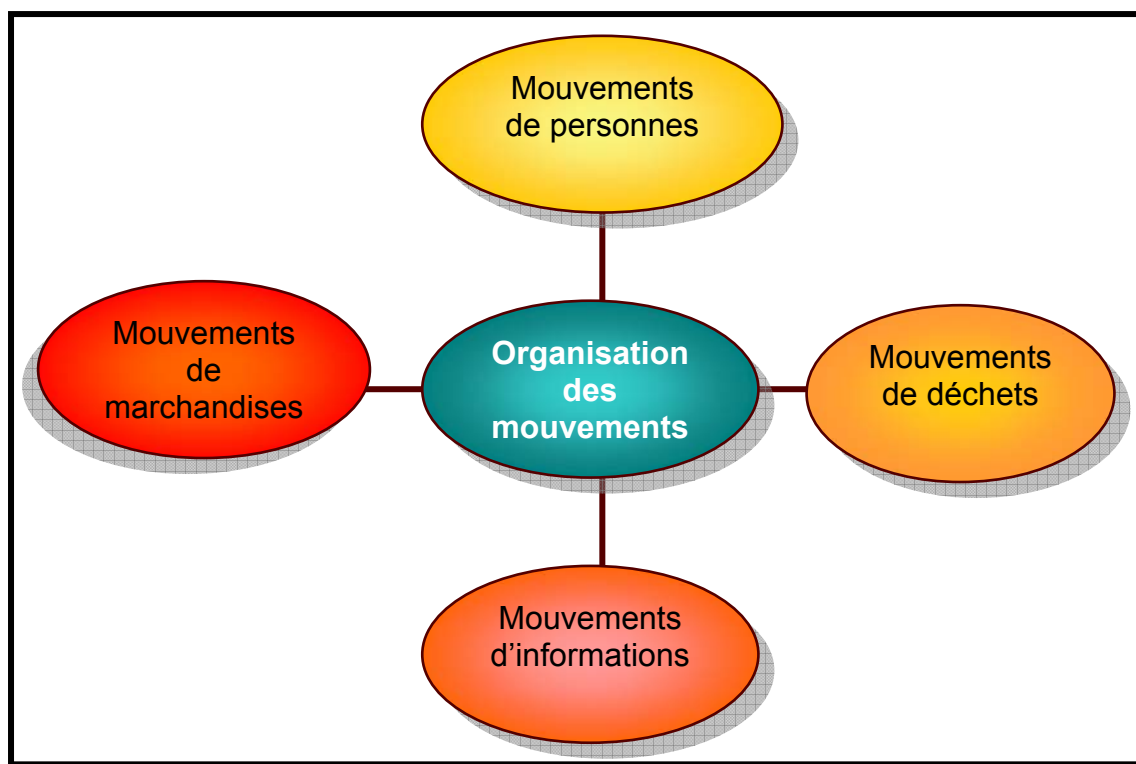 Mouvements
de personnes
Mouvements
de
marchandises
Organisation
des
mouvements
Mouvements
de déchets
Mouvements
d’informations